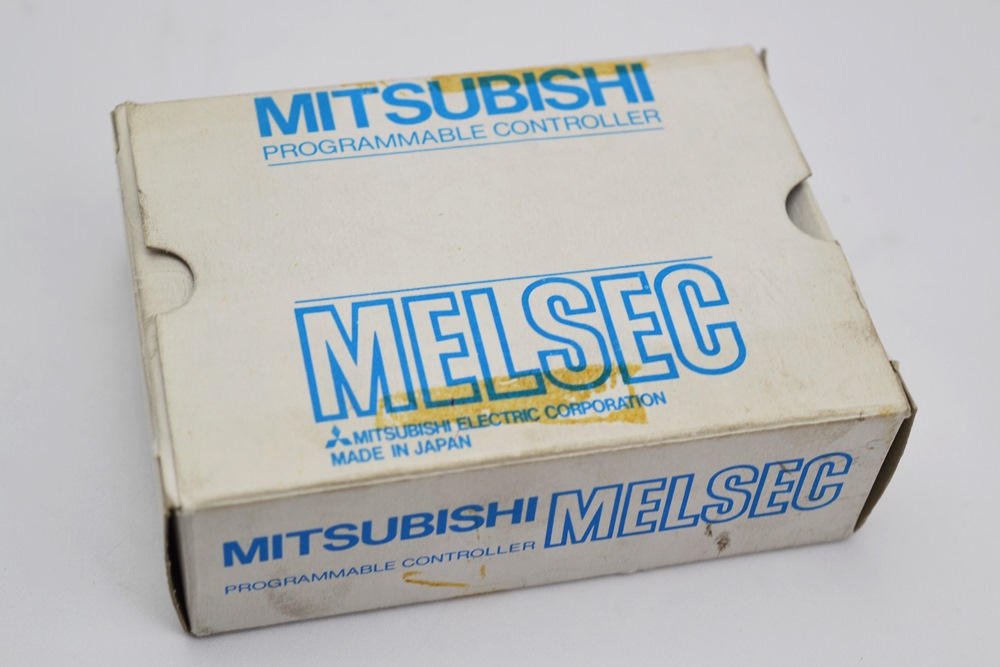 MITSUBISHI
PROGRAMMABLE CONTROLLER
MELSEC
MITSUBISHI ELECTRIC CORPORATION
MADE IN JAPAN
MITSUBISHI MELSEC
PROGRAMMABLE CONTROLLER